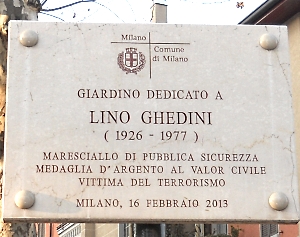 Milano
Comune
di Milano
GIARDINO DEDICATO A
LINO GHEDINI
( 1926 - 1977 )
MARESCIALLO DI PUBBLICA SICUREZZA
MEDAGLIA D'ARGENTO AL VALOR CIVILE
VITTIMA DEL TERRORISMO
MILANO, 16 FEBBRAIO 2013